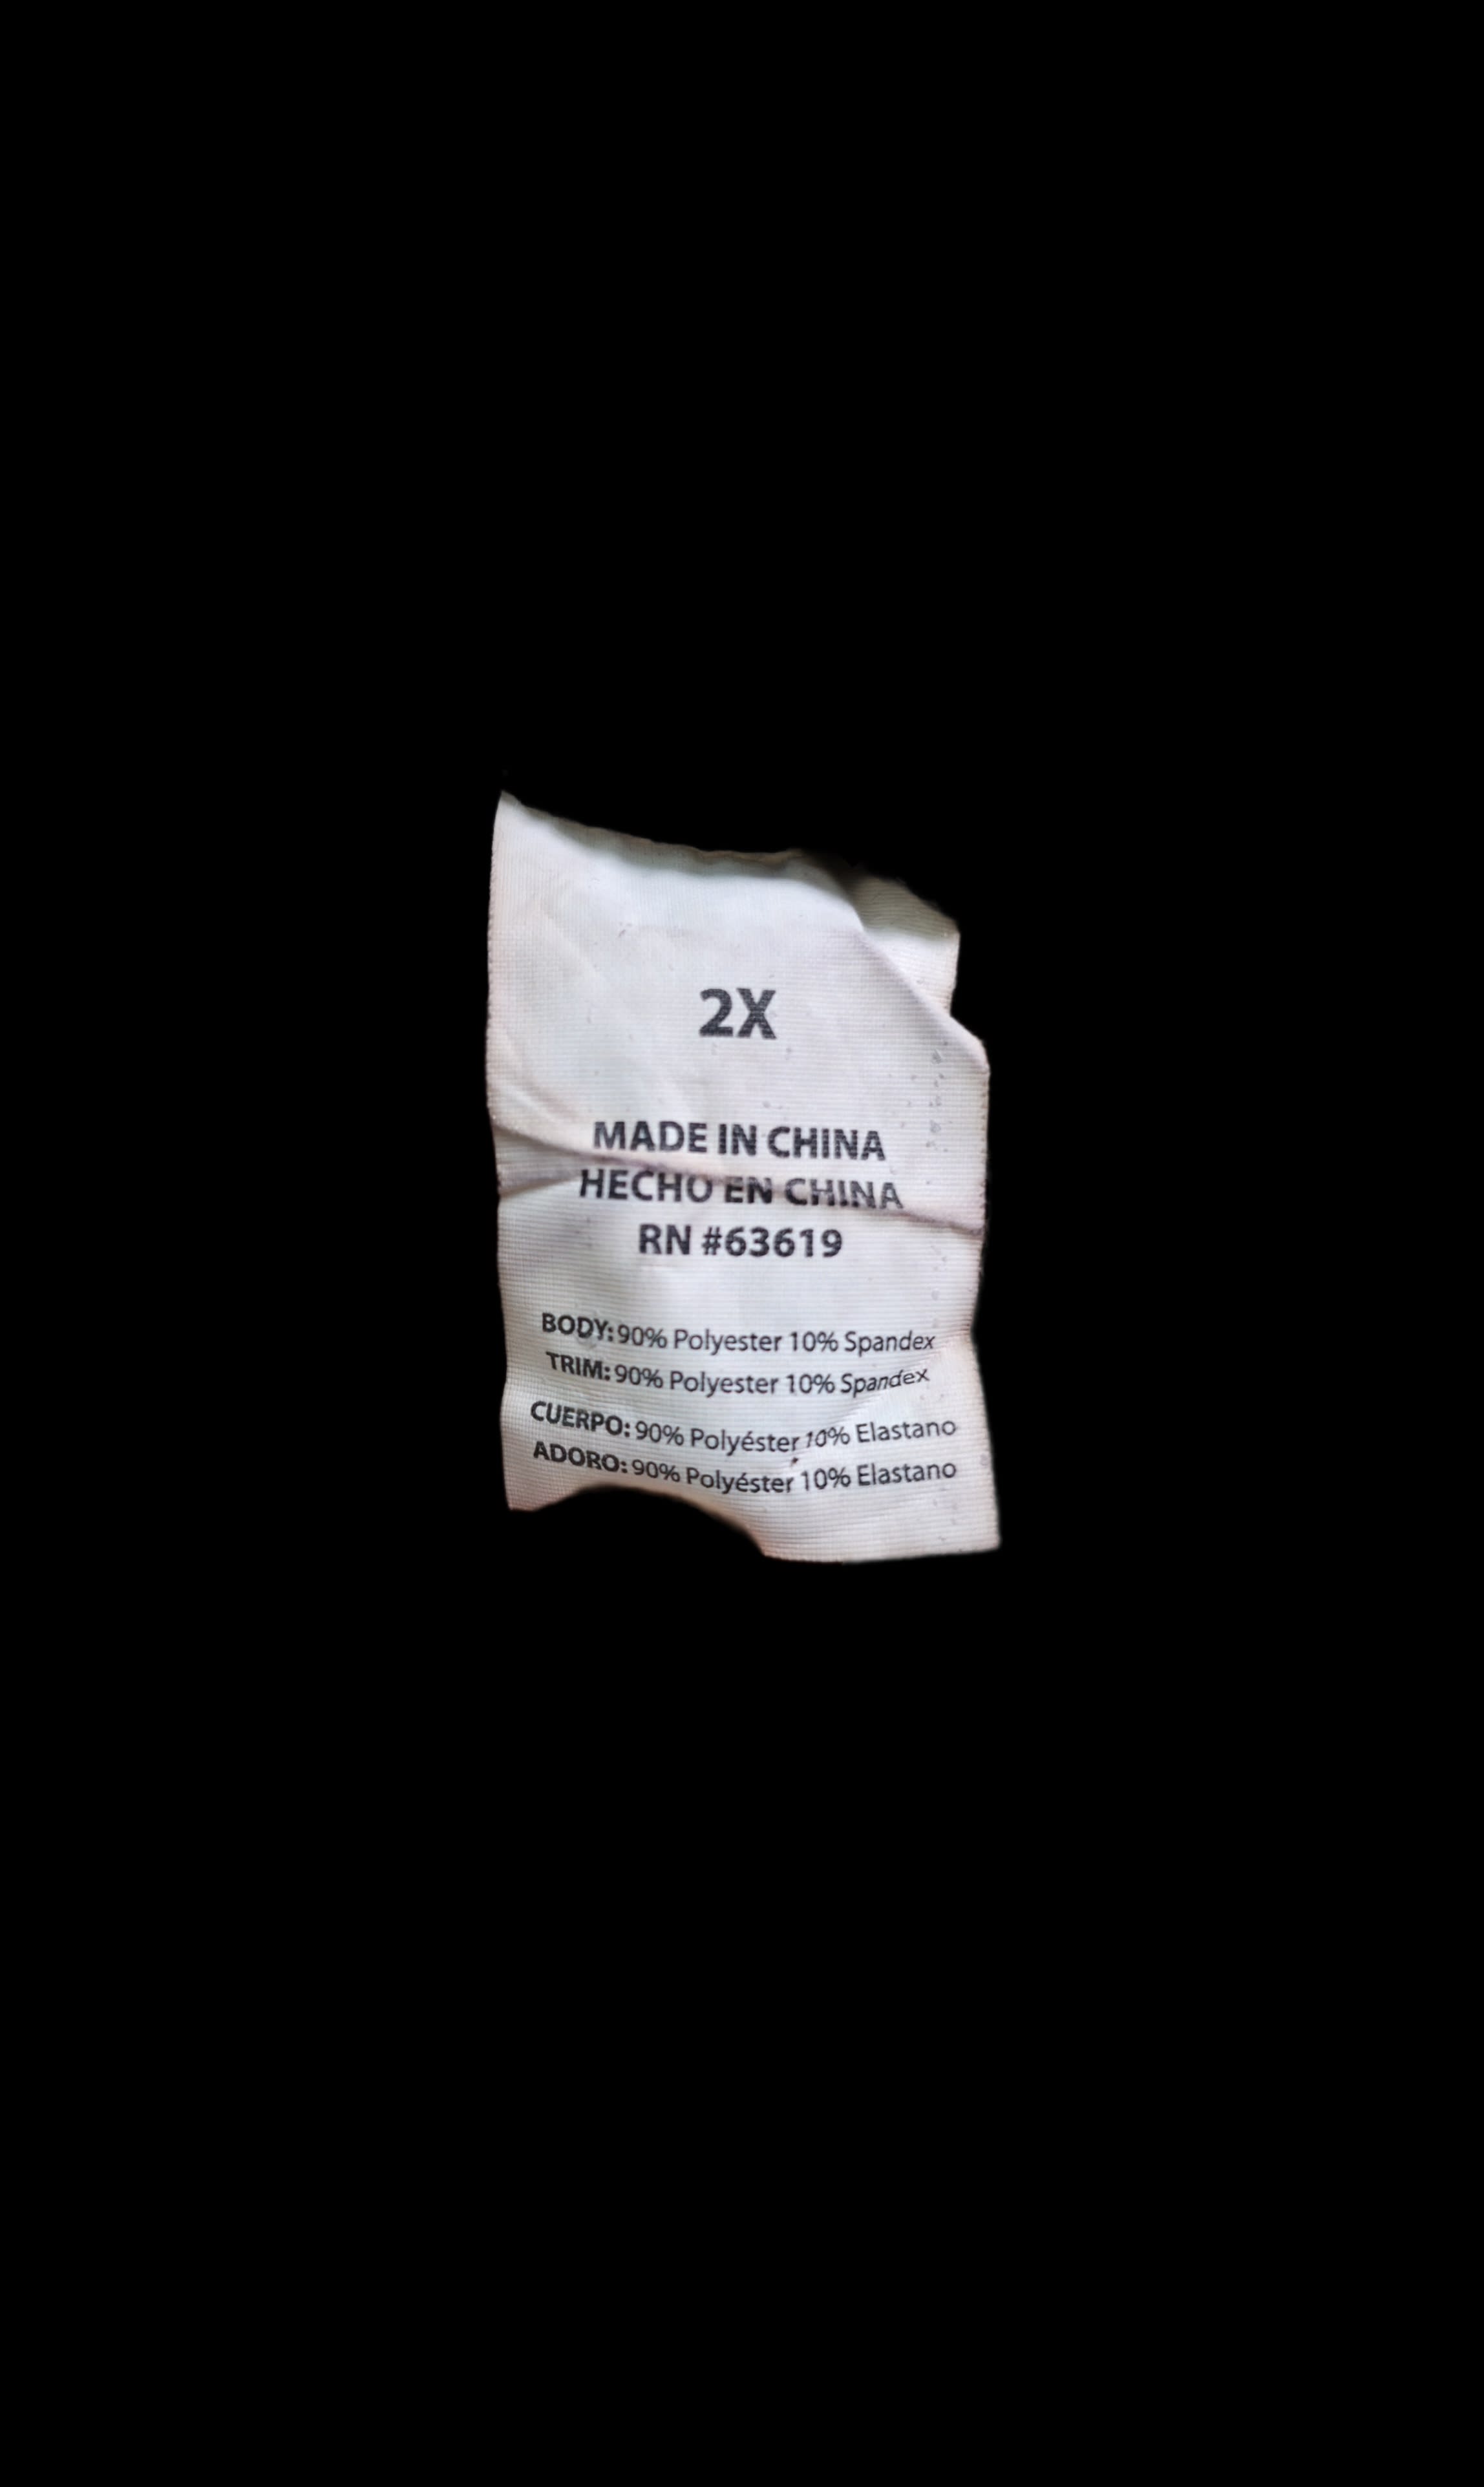 2X
MADE IN CHINA
HECHO EN CHINA
RN #63619
BODY: 90% Polyester 10% Spandex
TRIM: 90% Polyester 10% Spandex
CUERPO: 90% Polyéster 10% Elastano
ADORO: 90% Polyéster 10% Elastano